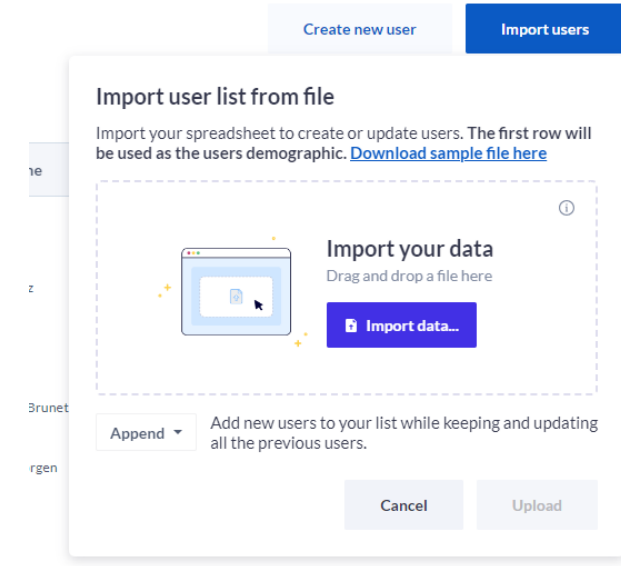 Create new user
Import users
Import user list from file
Import your spreadsheet to create or update users. The first row will
be used as the users demographic. Download sample file here
ne
Import your data
Drag and drop a file here
z
Import data...
Brunet
Append
Add new users to your list while keeping and updating
all the previous users.
rgen
Cancel
Upload